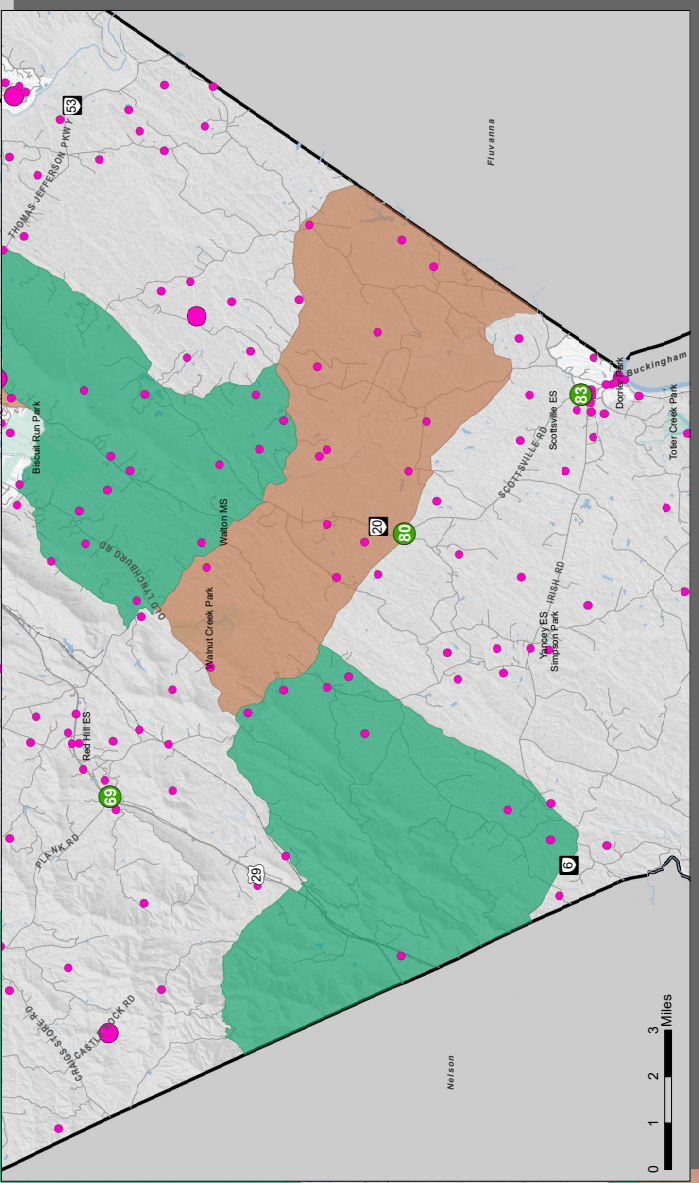 53
THOMAS JEFFERSON PKWY
Fluvanna
Buckingham
Biscuit Run Park
Dorrier Park
83
Scottsville ES
Totier Creek Park
SCOTTSVILLE RD
20
80
Walton MS
OLD LYNCHBURG RD
IRISH RD
Walnut Creek Park
Yancey ES
Simpson Park
Red Hill ES
69
PLANK RD
29
6
CRAIGS STORE RD
CASTLE ROCK RD
Nelson
0 1 2 3
Miles